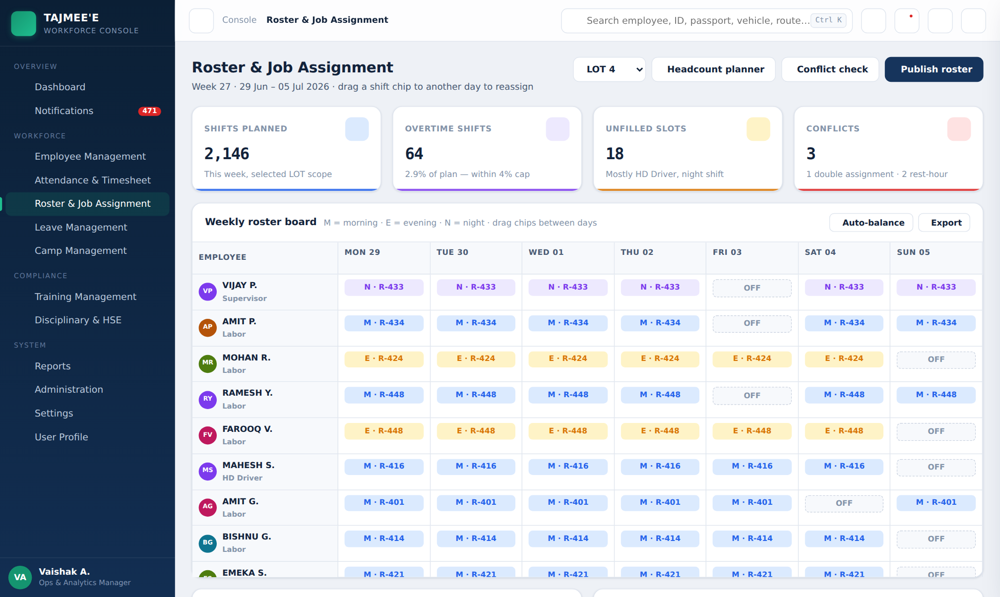 TAJMEE'E
WORKFORCE CONSOLE
OVERVIEW
Dashboard
Notifications 471
WORKFORCE
Employee Management
Attendance & Timesheet
Roster & Job Assignment
Leave Management
Camp Management
COMPLIANCE
Training Management
Disciplinary & HSE
SYSTEM
Reports
Administration
Settings
User Profile
VA Vaishak A.
Ops & Analytics Manager
Console Roster & Job Assignment
Search employee, ID, passport, vehicle, route... Ctrl K
Roster & Job Assignment
Week 27 · 29 Jun – 05 Jul 2026 · drag a shift chip to another day to reassign
LOT 4 Headcount planner Conflict check Publish roster
SHIFTS PLANNED
2,146
This week, selected LOT scope
OVERTIME SHIFTS
64
2.9% of plan — within 4% cap
UNFILLED SLOTS
18
Mostly HD Driver, night shift
CONFLICTS
3
1 double assignment · 2 rest-hour
Weekly roster board M = morning · E = evening · N = night · drag chips between days
Auto-balance Export
EMPLOYEE MON 29 TUE 30 WED 01 THU 02 FRI 03 SAT 04 SUN 05
VP VIJAY P. N · R-433 N · R-433 N · R-433 N · R-433 OFF N · R-433 N · R-433
Supervisor
AP AMIT P. M · R-434 M · R-434 M · R-434 M · R-434 OFF M · R-434 M · R-434
Labor
MR MOHAN R. E · R-424 E · R-424 E · R-424 E · R-424 E · R-424 E · R-424 OFF
Labor
RY RAMESH Y. M · R-448 M · R-448 M · R-448 M · R-448 OFF M · R-448 M · R-448
Labor
FV FAROOQ V. E · R-448 E · R-448 E · R-448 E · R-448 E · R-448 E · R-448 OFF
Labor
MS MAHESH S. M · R-416 M · R-416 M · R-416 M · R-416 M · R-416 M · R-416 OFF
HD Driver
AG AMIT G. M · R-401 M · R-401 M · R-401 M · R-401 M · R-401 OFF M · R-401
Labor
BG BISHNU G. M · R-414 M · R-414 M · R-414 M · R-414 M · R-414 M · R-414 OFF
Labor
ES EMEKA S. M · R-421 M · R-421 M · R-421 M · R-421 M · R-421 M · R-421 OFF